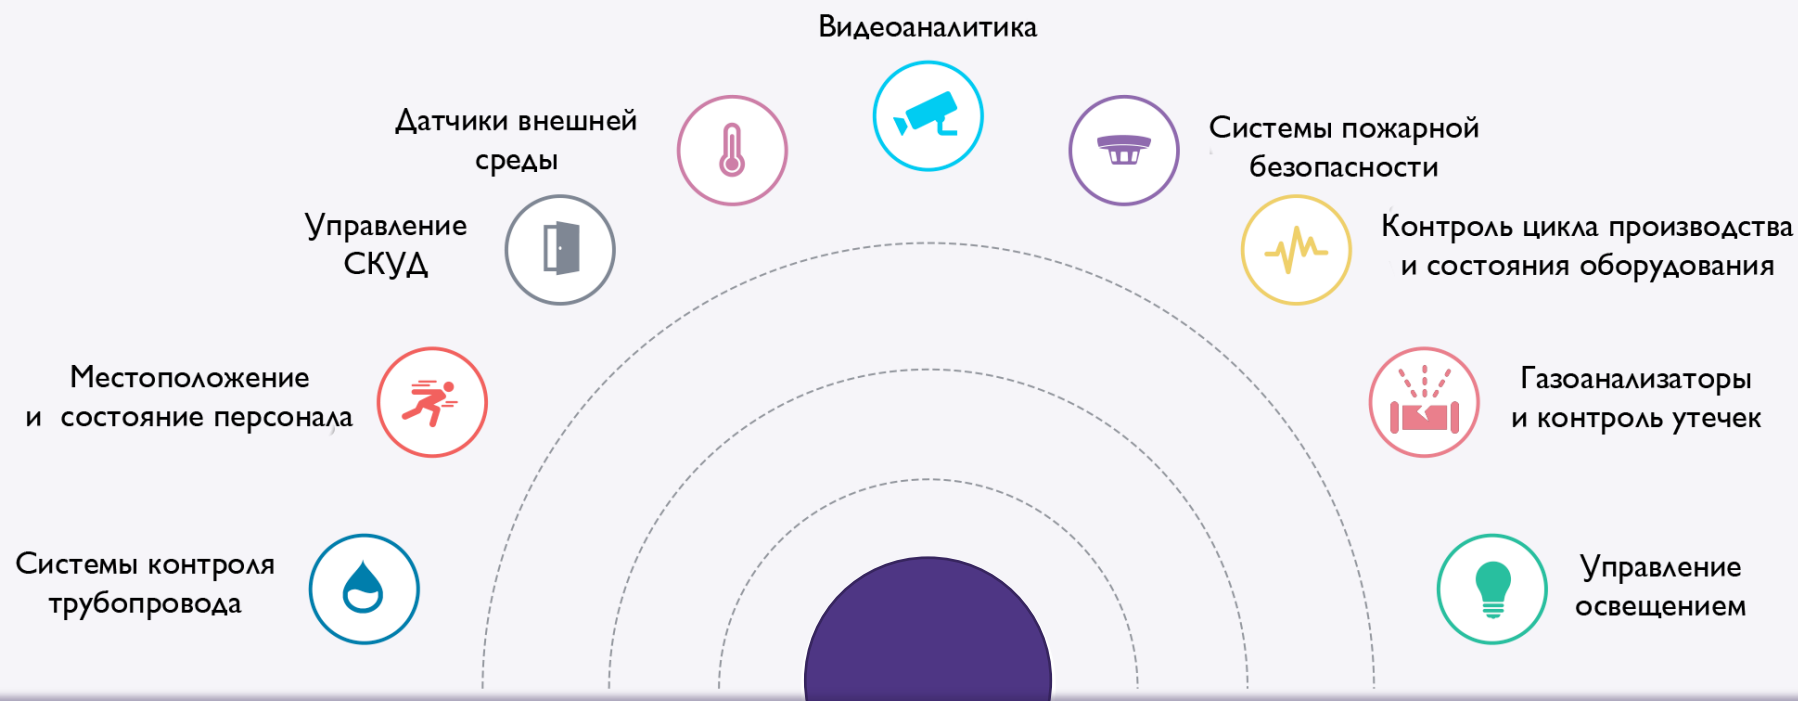 Видеоаналитика
Датчики внешней
среды
Системы пожарной
безопасности
Управление
СКУД
Контроль цикла производства
и состояния оборудования
Местоположение
и состояние персонала
Газоанализаторы
и контроль утечек
Системы контроля
трубопровода
Управление
освещением